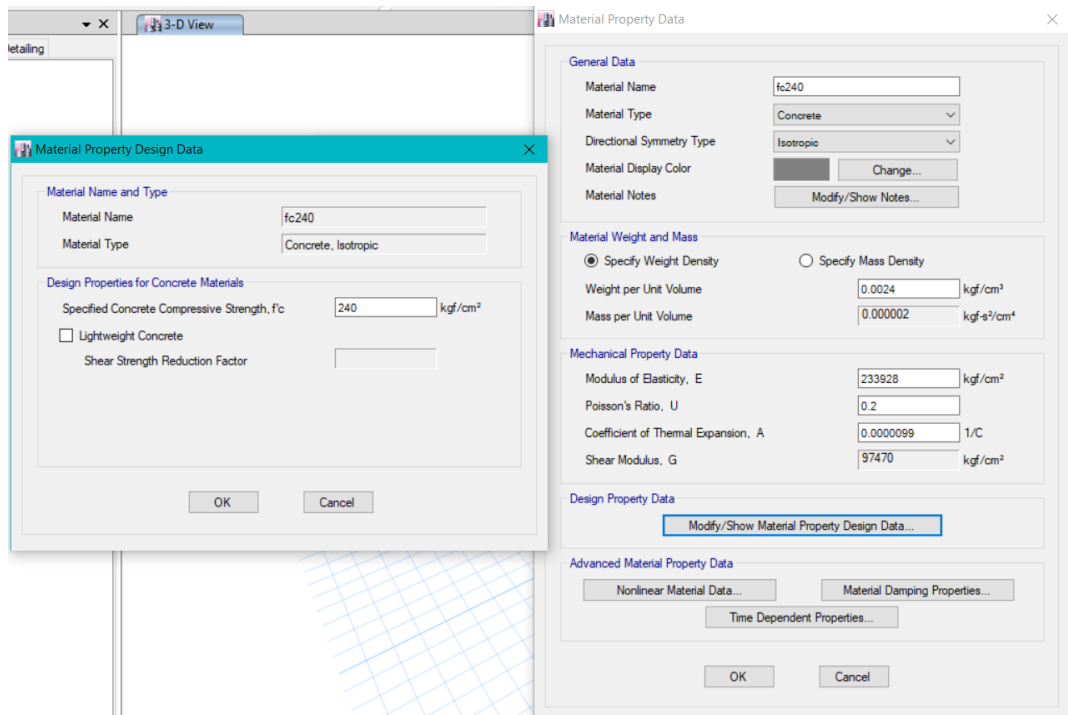 3-D View
Detailing
Material Property Design Data
Material Name and Type
Material Name fc240
Material Type Concrete, Isotropic
Design Properties for Concrete Materials
Specified Concrete Compressive Strength, f'c 240 kgf/cm²
Lightweight Concrete
Shear Strength Reduction Factor
OK Cancel
Material Property Data
General Data
Material Name fc240
Material Type Concrete
Directional Symmetry Type Isotropic
Material Display Color Change...
Material Notes Modify/Show Notes...
Material Weight and Mass
Specify Weight Density Specify Mass Density
Weight per Unit Volume 0.0024 kgf/cm³
Mass per Unit Volume 0.000002 kgf-s²/cm⁴
Mechanical Property Data
Modulus of Elasticity, E 233928 kgf/cm²
Poisson's Ratio, U 0.2
Coefficient of Thermal Expansion, A 0.0000099 1/C
Shear Modulus, G 97470 kgf/cm²
Design Property Data
Modify/Show Material Property Design Data...
Advanced Material Property Data
Nonlinear Material Data... Material Damping Properties...
Time Dependent Properties...
OK Cancel